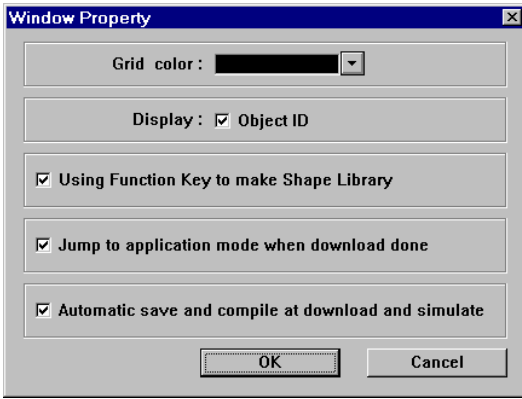 Window Property
Grid color :
Display : Object ID
Using Function Key to make Shape Library
Jump to application mode when download done
Automatic save and compile at download and simulate
OK Cancel